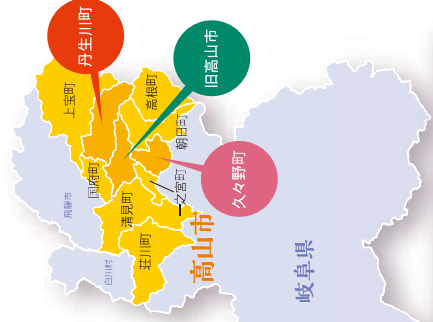 丹生川町
旧高山市
久々野町
上宝町
高根町
朝日町
国府町
飛騨市
一之宮町
清見町
荘川町
白川村
高山市
岐阜県